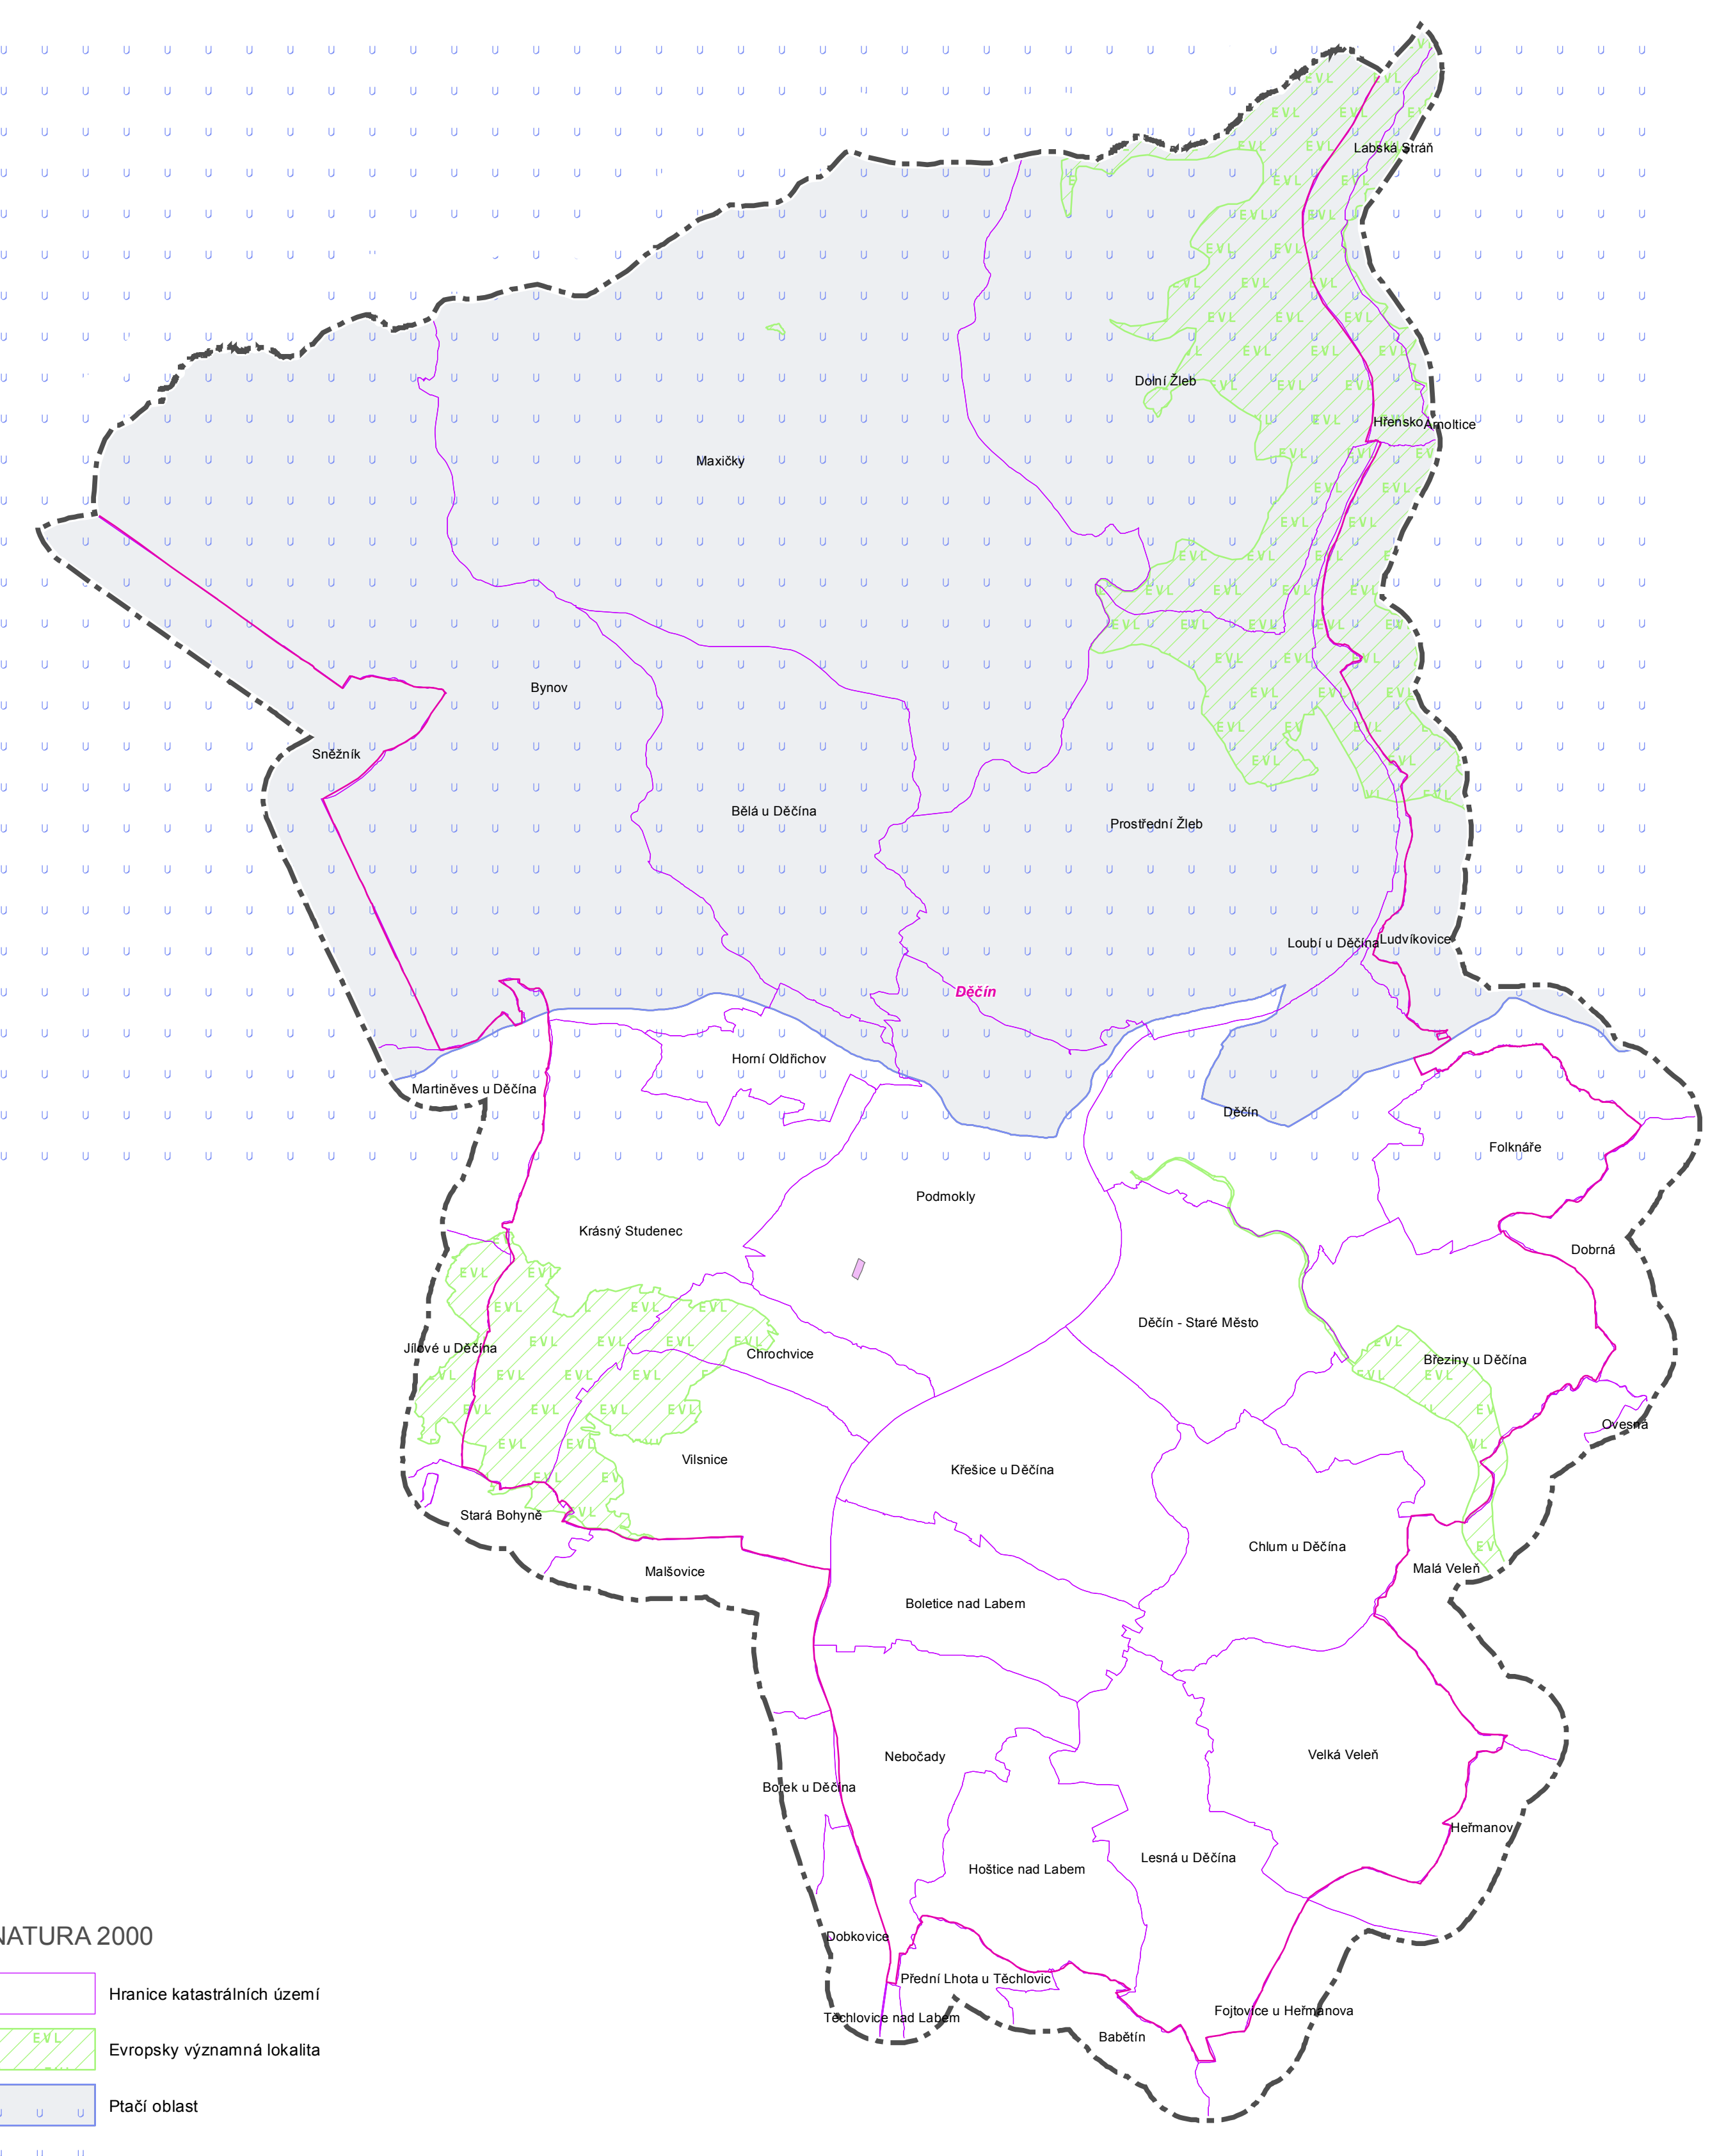 Labská Stráň
Dolní Žleb
Hřensko
Arnoltice
Maxičky
Bynov
Sněžník
Bělá u Děčína
Prostřední Žleb
Loubí u Děčína
Ludvíkovice
Děčín
Horní Oldřichov
Martiněves u Děčína
Děčín
Folknáře
Podmokly
Krásný Studenec
Dobrná
Děčín - Staré Město
Jílové u Děčína
Chrochvice
Březiny u Děčína
Ovesná
Vilsnice
Křešice u Děčína
Stará Bohyně
Chlum u Děčína
Malšovice
Malá Veleň
Boletice nad Labem
Nebočady
Velká Veleň
Borek u Děčína
Heřmanov
Lesná u Děčína
Hoštice nad Labem
Dobkovice
Přední Lhota u Těchlovic
Těchlovice nad Labem
Fojtovice u Heřmanova
Babětín
NATURA 2000
Hranice katastrálních území
EVL
Evropsky významná lokalita
Ptačí oblast